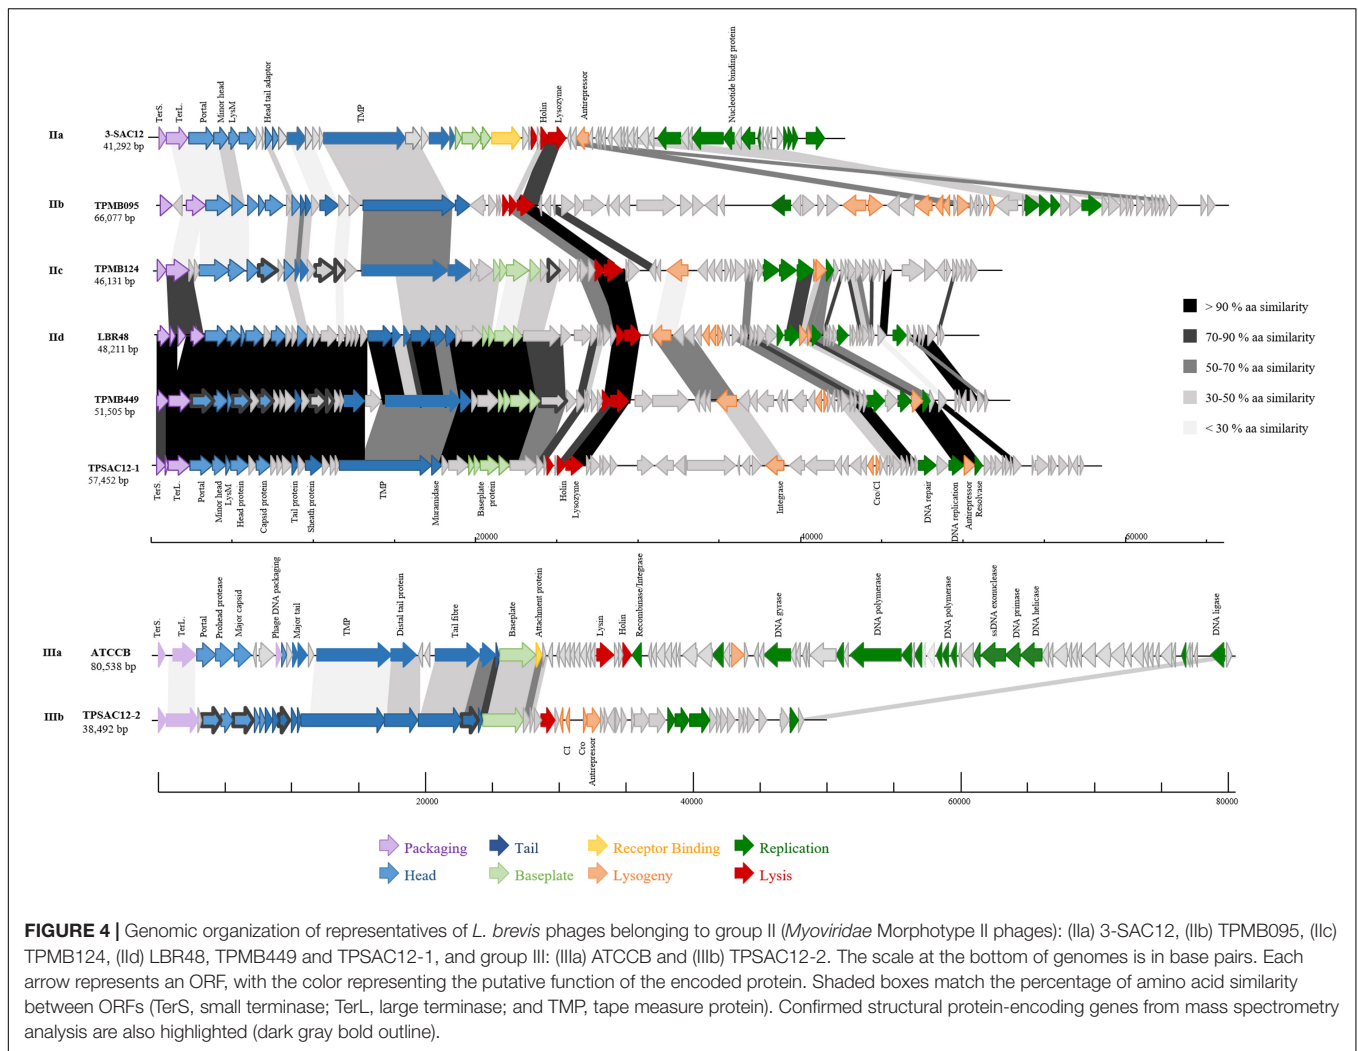 TerS.
TerL.
Portal
Minor head
LysM
Head tail adaptor
TMP
Holin
Lysozyme
Antirepressor
Nucleotide binding protein
IIa
3-SAC12
41,292 bp
IIb
TPMB095
66,077 bp
IIc
TPMB124
46,131 bp
IId
LBR48
48,211 bp
TPMB449
51,505 bp
TPSAC12-1
57,452 bp
> 90 % aa similarity
70-90 % aa similarity
50-70 % aa similarity
30-50 % aa similarity
< 30 % aa similarity
TerS.
TerL.
Portal
Minor head
LysM
Head protein
Capsid protein
Tail protein
Sheath protein
TMP
Muramidase
Baseplate
protein
Holin
Lysozyme
Integrase
Cro/CI
DNA repair
DNA replication
Antirepressor
Resolvase
20000
40000
60000
TerS.
TerL.
Portal
Prohead protease
Major capsid
Phage DNA packaging
Major tail
TMP
Distal tail protein
Tail fibre
Baseplate
Attachment protein
Lysin
Holin
Recombinase/Integrase
DNA gyrase
DNA polymerase
DNA polymerase
ssDNA exonuclease
DNA primase
DNA helicase
DNA ligase
IIIa
ATCCB
80,538 bp
IIIb
TPSAC12-2
38,492 bp
CI
Cro
Antirepressor
20000
40000
60000
80000
Packaging
Tail
Receptor Binding
Replication
Head
Baseplate
Lysogeny
Lysis
FIGURE 4 | Genomic organization of representatives of L. brevis phages belonging to group II (Myoviridae Morphotype II phages): (IIa) 3-SAC12, (IIb) TPMB095, (IIc)
TPMB124, (IId) LBR48, TPMB449 and TPSAC12-1, and group III: (IIIa) ATCCB and (IIIb) TPSAC12-2. The scale at the bottom of genomes is in base pairs. Each
arrow represents an ORF, with the color representing the putative function of the encoded protein. Shaded boxes match the percentage of amino acid similarity
between ORFs (TerS, small terminase; TerL, large terminase; and TMP, tape measure protein). Confirmed structural protein-encoding genes from mass spectrometry
analysis are also highlighted (dark gray bold outline).